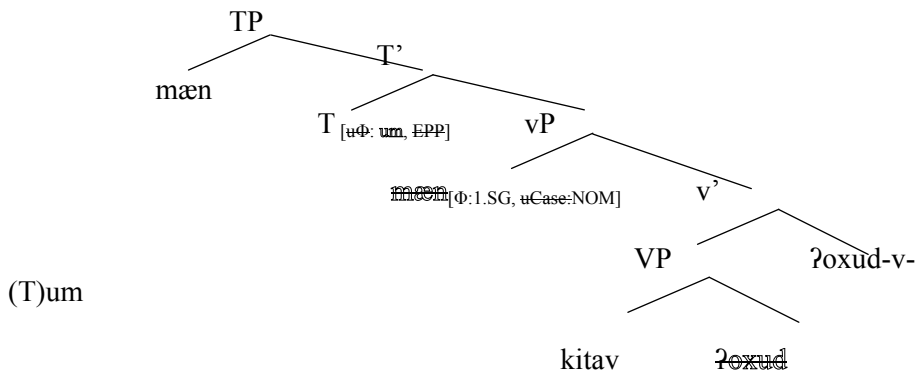 TP
T’
mæn
T [uΦ: um, EPP] vP
mæn[Φ:1.SG, uCase:NOM] v’
VP ʔoxud-v-
(T)um
kitav ʔoxud